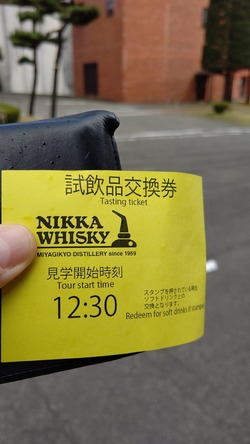 試飲品交換券
Tasting ticket
NIKKA
WHISKY
MIYAGIKYO DISTILLERY since 1969
見学開始時刻
Tour start time
12:30
スタンプを押されている場合
ソフトドリンクとの
交換となります。
Redeem for soft drinks if stamped